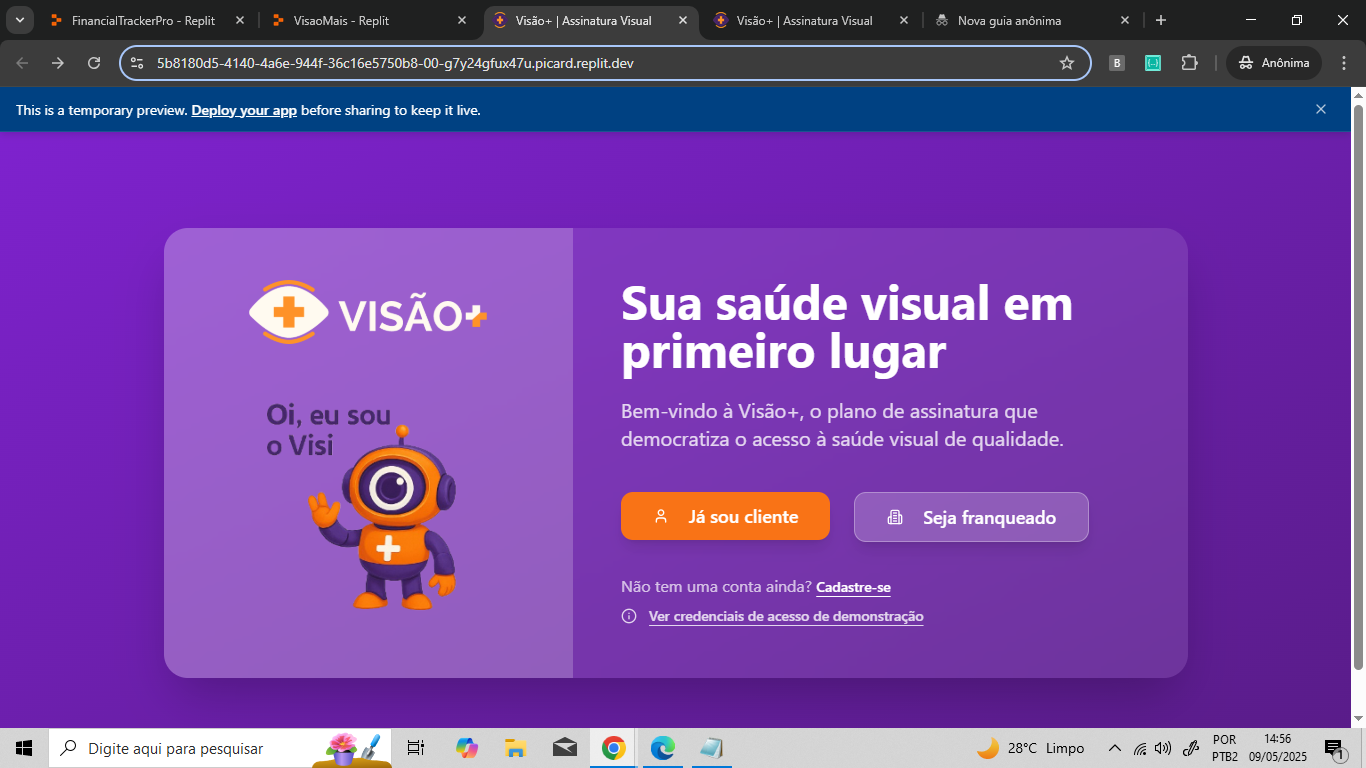 FinancialTrackerPro - Replit
VisaoMais - Replit
Visão+ | Assinatura Visual
Visão+ | Assinatura Visual
Nova guia anônima
5b8180d5-4140-4a6e-944f-36c16e5750b8-00-g7y24gfux47u.picard.replit.dev
B
Anônima
This is a temporary preview. Deploy your app before sharing to keep it live.
VISÃO+
Oi, eu sou
o Visi
Sua saúde visual em
primeiro lugar
Bem-vindo à Visão+, o plano de assinatura que
democratiza o acesso à saúde visual de qualidade.
Já sou cliente
Seja franqueado
Não tem uma conta ainda? Cadastre-se
Ver credenciais de acesso de demonstração
Digite aqui para pesquisar
28°C Limpo
POR
PTB2
14:56
09/05/2025
1